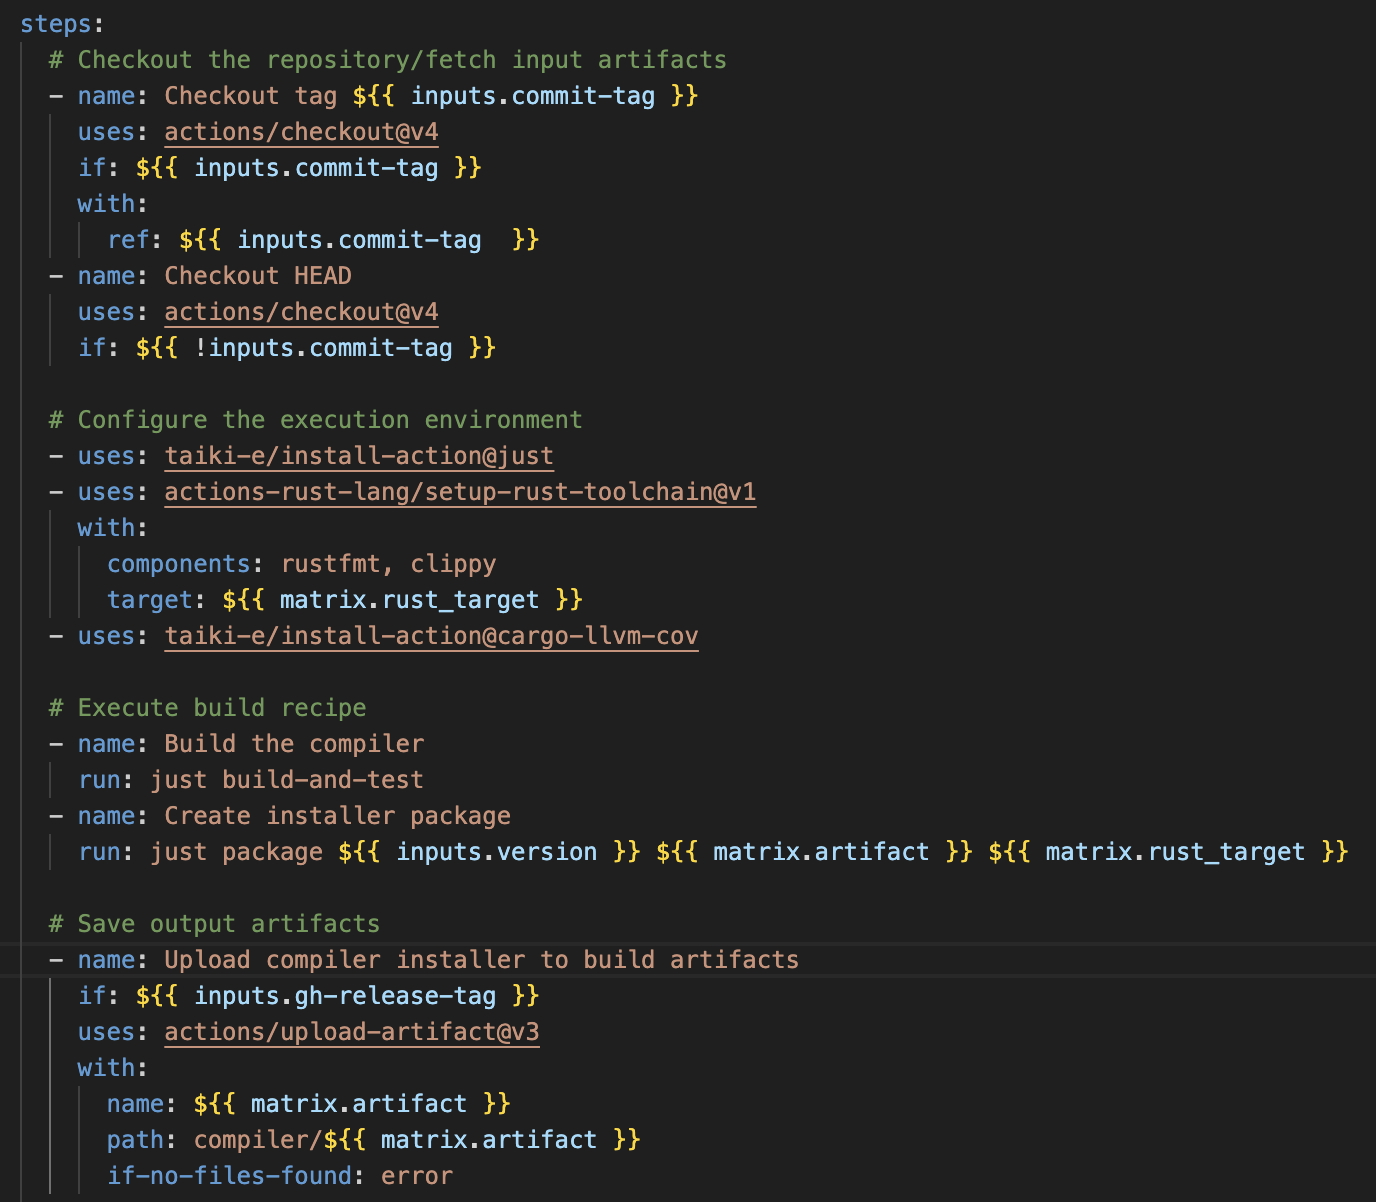 steps:
  # Checkout the repository/fetch input artifacts
  - name: Checkout tag ${{ inputs.commit-tag }}
    uses: actions/checkout@v4
    if: ${{ inputs.commit-tag }}
    with:
      ref: ${{ inputs.commit-tag  }}
  - name: Checkout HEAD
    uses: actions/checkout@v4
    if: ${{ !inputs.commit-tag }}

  # Configure the execution environment
  - uses: taiki-e/install-action@just
  - uses: actions-rust-lang/setup-rust-toolchain@v1
    with:
      components: rustfmt, clippy
      target: ${{ matrix.rust_target }}
  - uses: taiki-e/install-action@cargo-llvm-cov

  # Execute build recipe
  - name: Build the compiler
    run: just build-and-test
  - name: Create installer package
    run: just package ${{ inputs.version }} ${{ matrix.artifact }} ${{ matrix.rust_target }}

  # Save output artifacts
  - name: Upload compiler installer to build artifacts
    if: ${{ inputs.gh-release-tag }}
    uses: actions/upload-artifact@v3
    with:
      name: ${{ matrix.artifact }}
      path: compiler/${{ matrix.artifact }}
      if-no-files-found: error